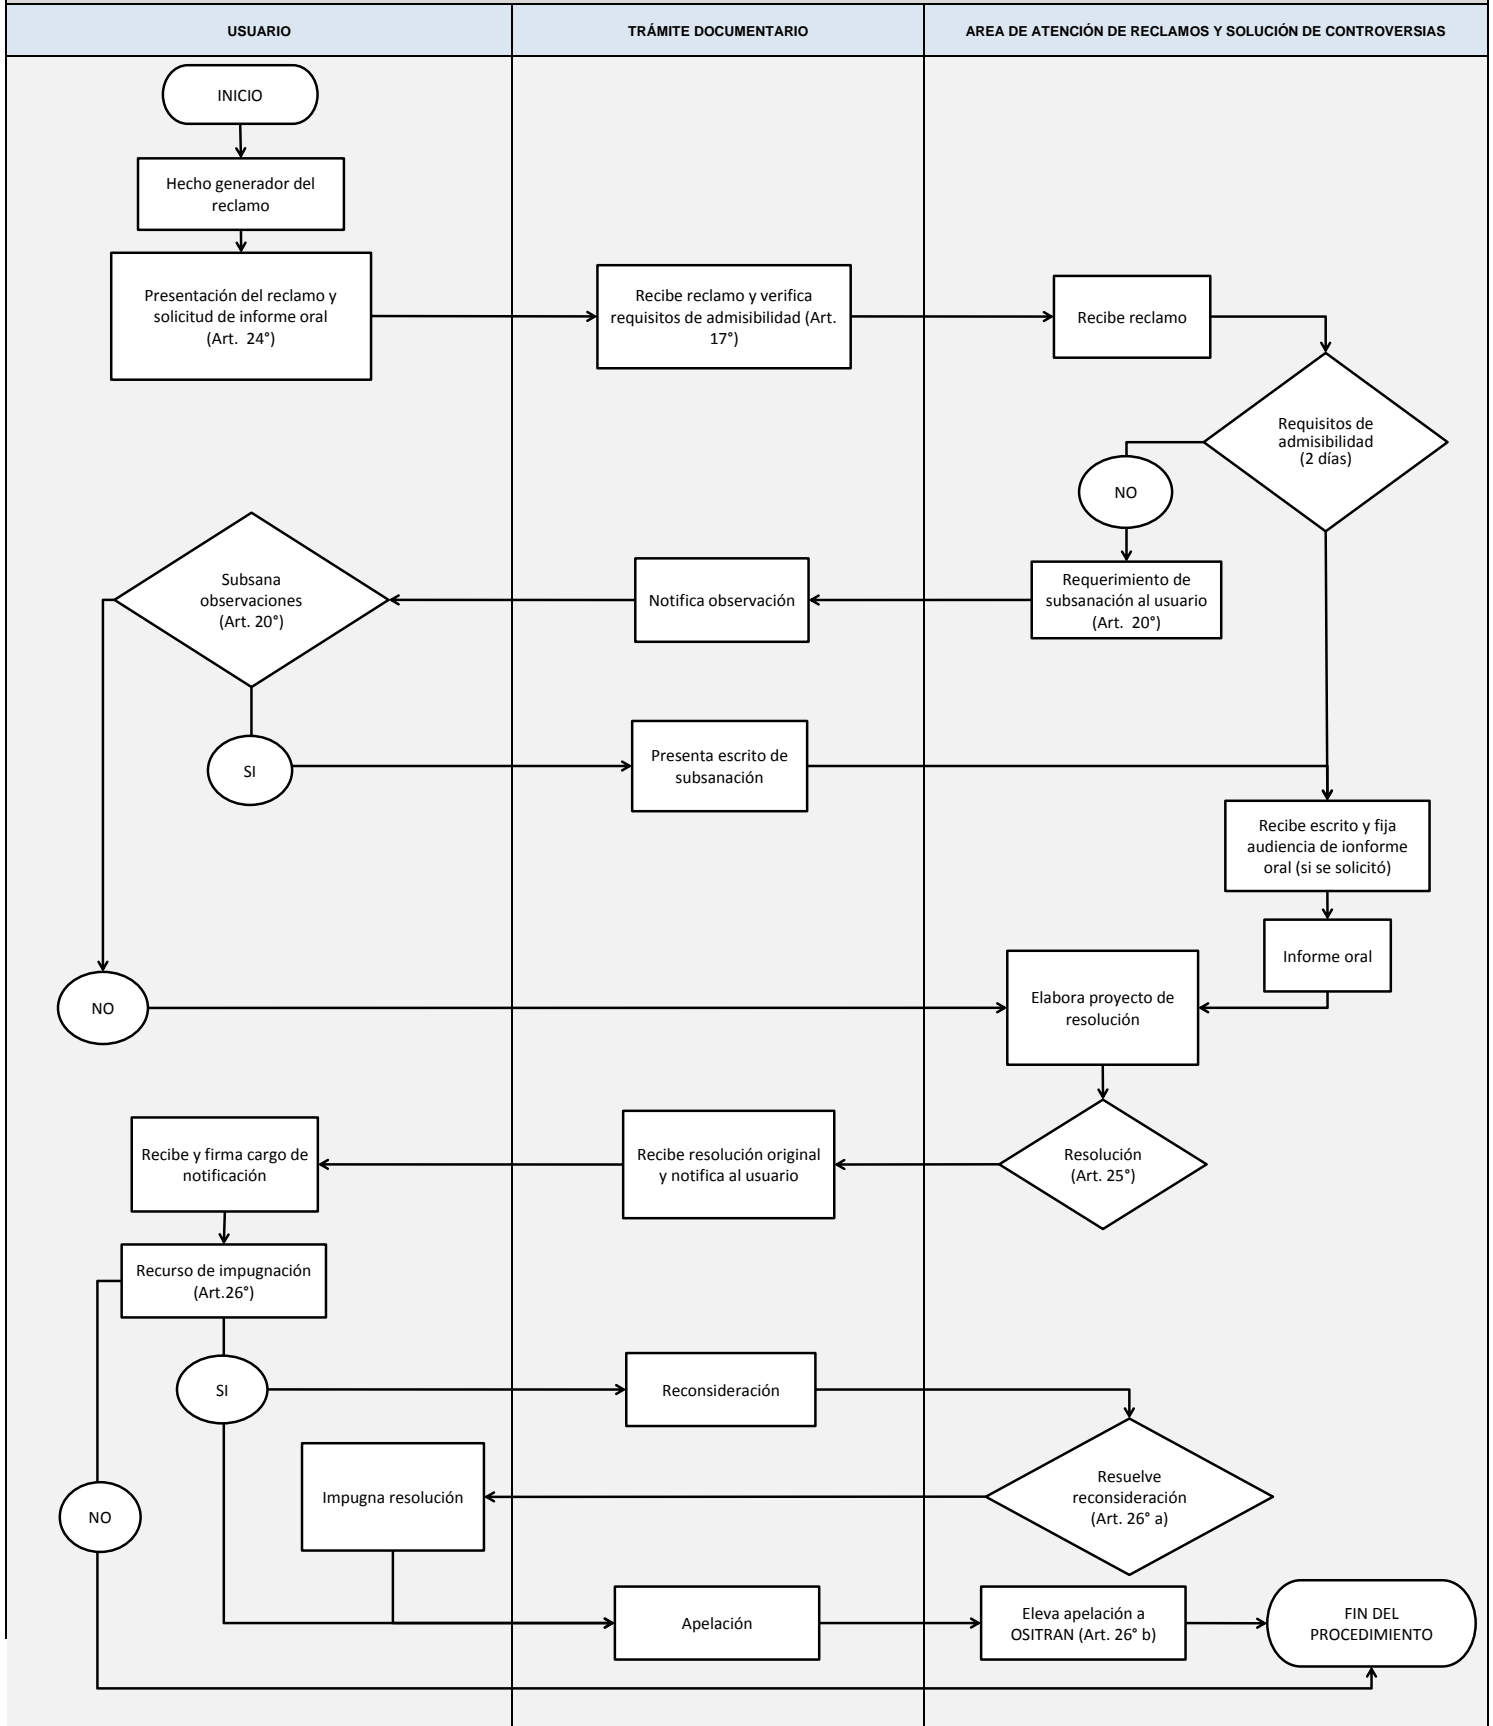 USUARIO
TRÁMITE DOCUMENTARIO
AREA DE ATENCIÓN DE RECLAMOS Y SOLUCIÓN DE CONTROVERSIAS
INICIO
Hecho generador del
reclamo
Presentación del reclamo y
solicitud de informe oral
(Art. 24°)
Recibe reclamo y verifica
requisitos de admisibilidad (Art.
17°)
Recibe reclamo
Requisitos de
admisibilidad
(2 días)
NO
Requerimiento de
subsanación al usuario
(Art. 20°)
Notifica observación
Subsana
observaciones
(Art. 20°)
SI
Presenta escrito de
subsanación
Recibe escrito y fija
audiencia de ionforme
oral (si se solicitó)
Informe oral
NO
Elabora proyecto de
resolución
Resolución
(Art. 25°)
Recibe resolución original
y notifica al usuario
Recibe y firma cargo de
notificación
Recurso de impugnación
(Art.26°)
SI
Reconsideración
Resuelve
reconsideración
(Art. 26° a)
Impugna resolución
NO
Apelación
Eleva apelación a
OSITRAN (Art. 26° b)
FIN DEL
PROCEDIMIENTO